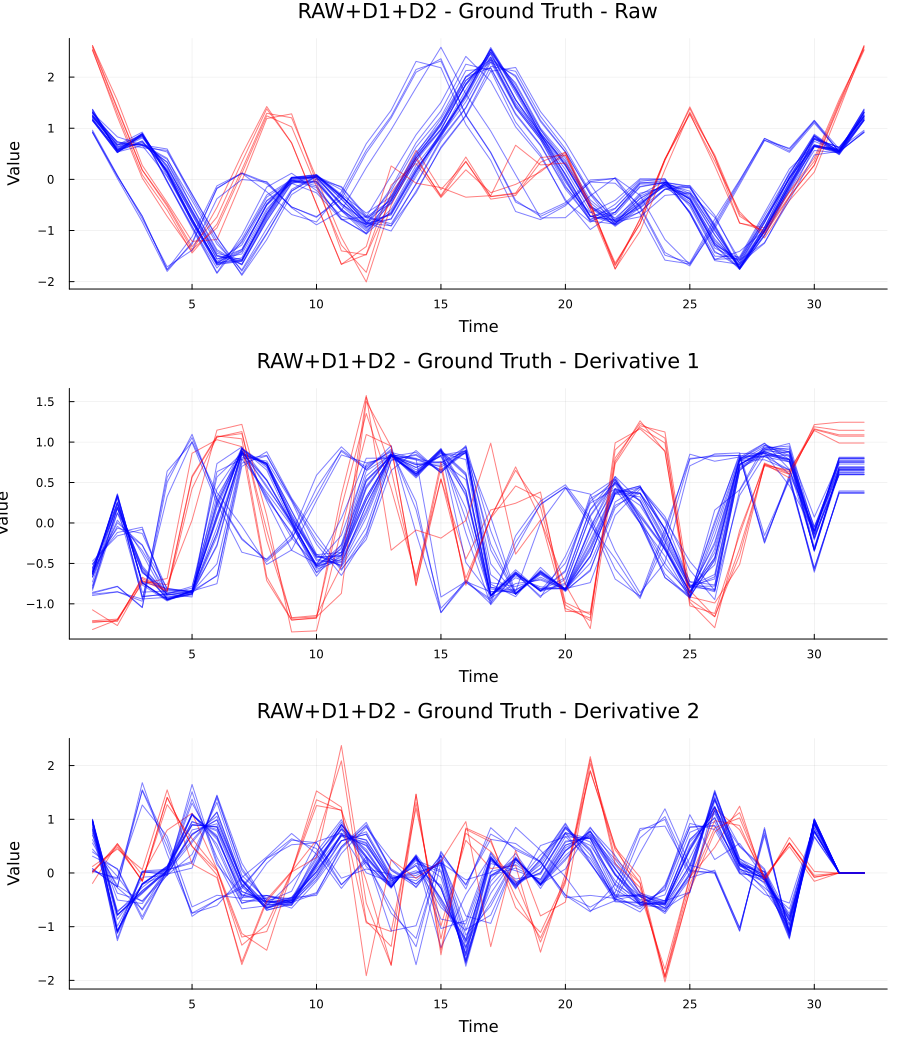 RAW+D1+D2 - Ground Truth - Raw
Value
2
1
0
−1
−2
5 10 15 20 25 30
Time
RAW+D1+D2 - Ground Truth - Derivative 1
Value
1.5
1.0
0.5
0.0
−0.5
−1.0
5 10 15 20 25 30
Time
RAW+D1+D2 - Ground Truth - Derivative 2
Value
2
1
0
−1
−2
5 10 15 20 25 30
Time